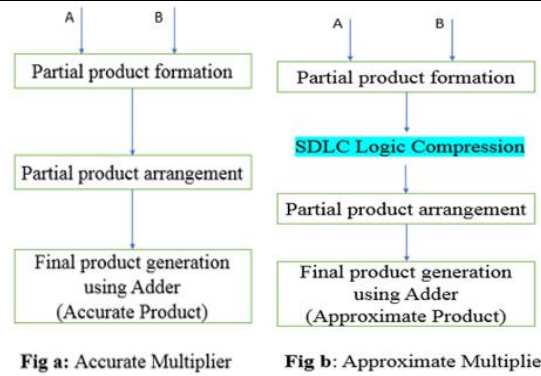 A B
Partial product formation
Partial product arrangement
Final product generation
using Adder
(Accurate Product)
Fig a: Accurate Multiplier
A B
Partial product formation
SDLC Logic Compression
Partial product arrangement
Final product generation
using Adder
(Approximate Product)
Fig b: Approximate Multiplie